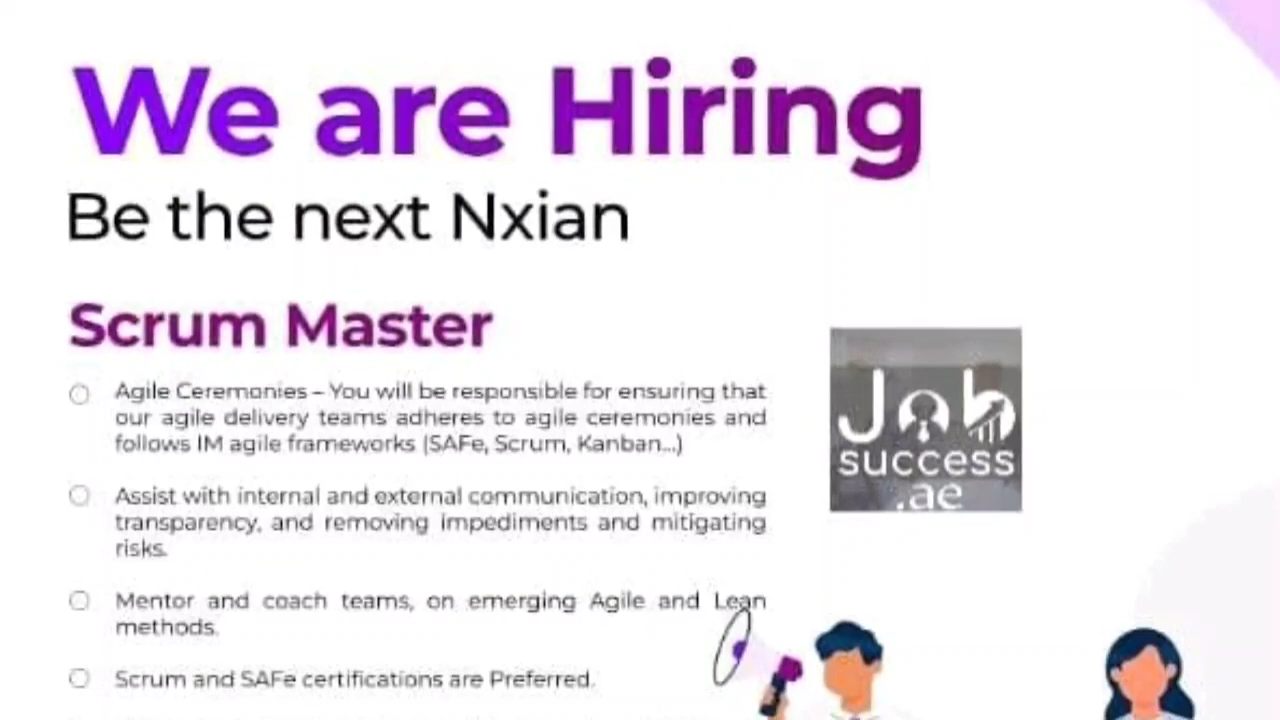 We are Hiring
Be the next Nxian
Scrum Master
Agile Ceremonies – You will be responsible for ensuring that
our agile delivery teams adheres to agile ceremonies and
follows IM agile frameworks (SAFe, Scrum, Kanban...)
Assist with internal and external communication, improving
transparency, and removing impediments and mitigating
risks.
Mentor and coach teams, on emerging Agile and Lean
methods.
Scrum and SAFe certifications are Preferred.
Job
success
.ae